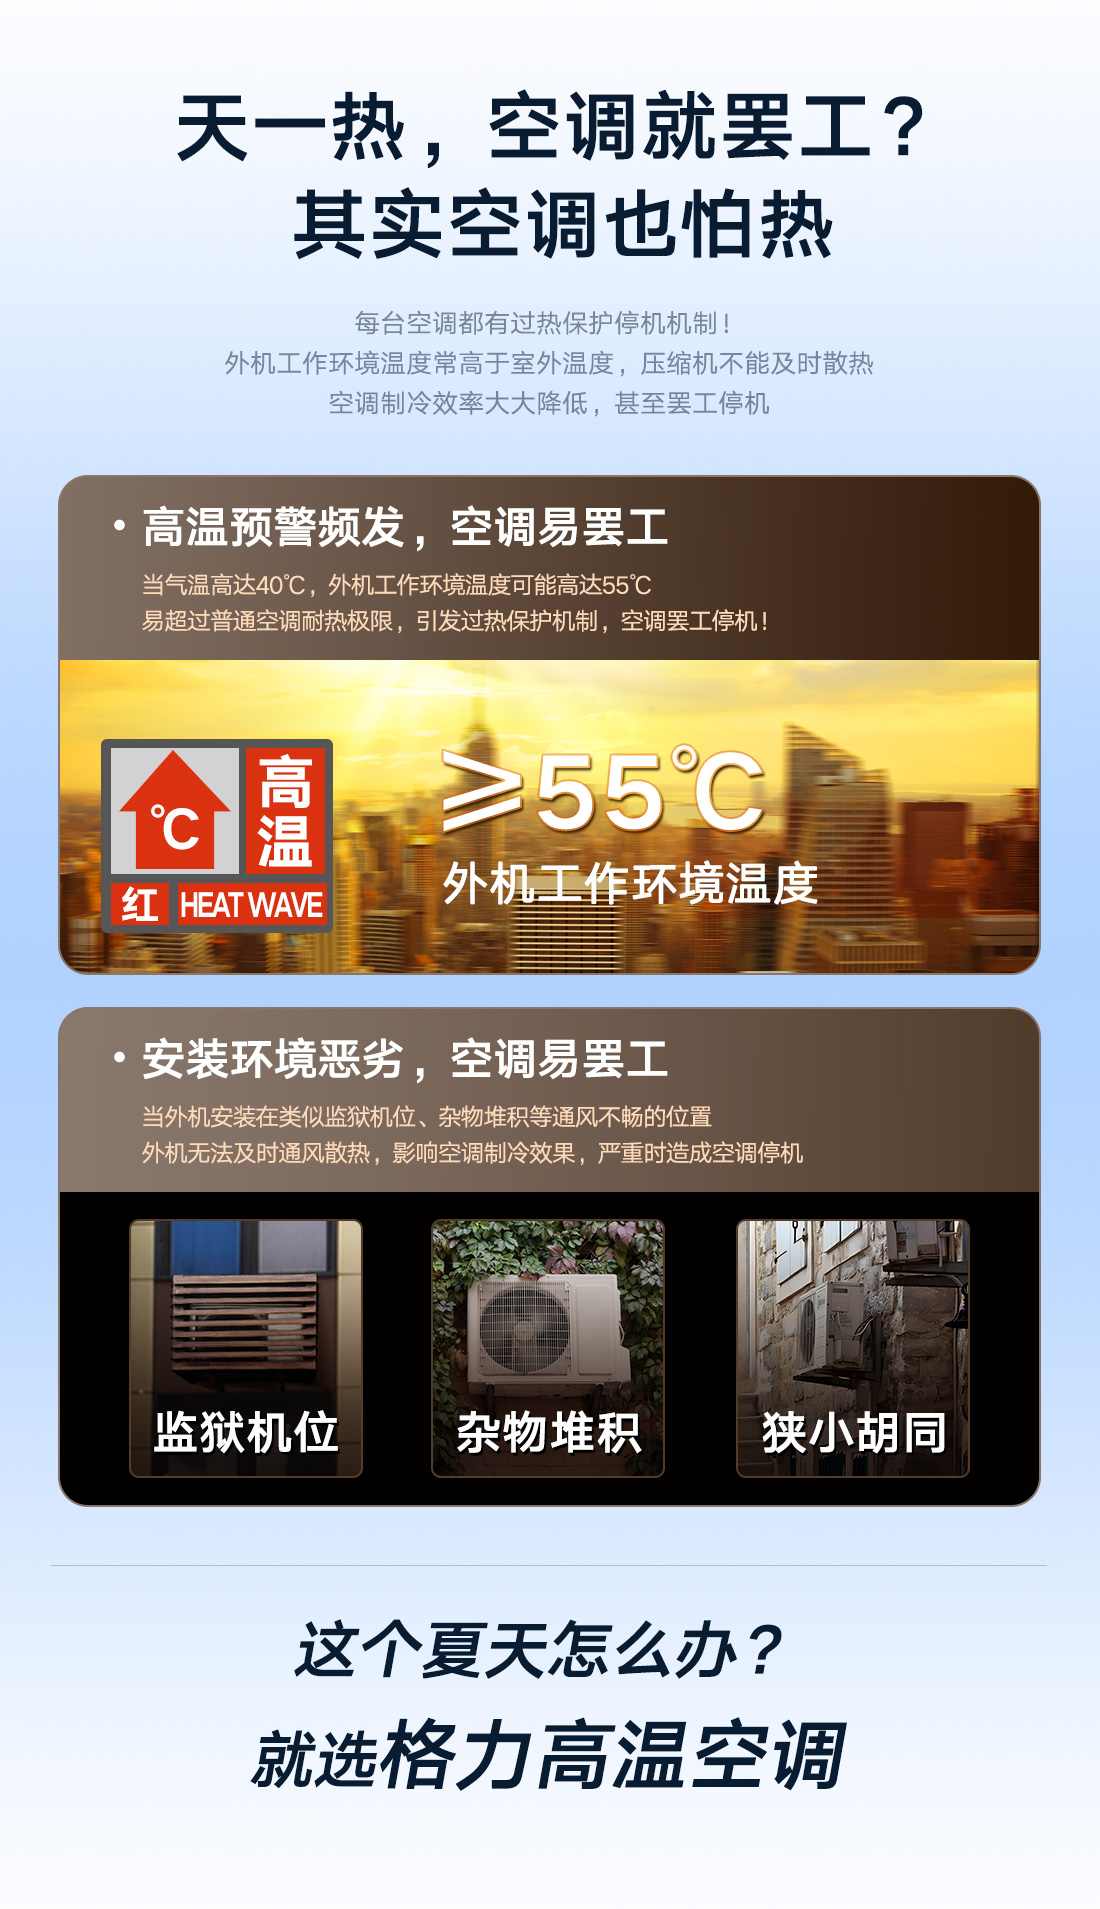 天一热，空调就罢工？
其实空调也怕热
每台空调都有过热保护停机机制！
外机工作环境温度常高于室外温度，压缩机不能及时散热
空调制冷效率大大降低，甚至罢工停机
• 高温预警频发，空调易罢工
当气温高达40℃，外机工作环境温度可能高达55℃
易超过普通空调耐热极限，引发过热保护机制，空调罢工停机！
℃
高温
红
HEAT WAVE
≥55℃
外机工作环境温度
• 安装环境恶劣，空调易罢工
当外机安装在类似监狱机位、杂物堆积等通风不畅的位置
外机无法及时通风散热，影响空调制冷效果，严重时造成空调停机
监狱机位
杂物堆积
狭小胡同
这个夏天怎么办？
就选格力高温空调